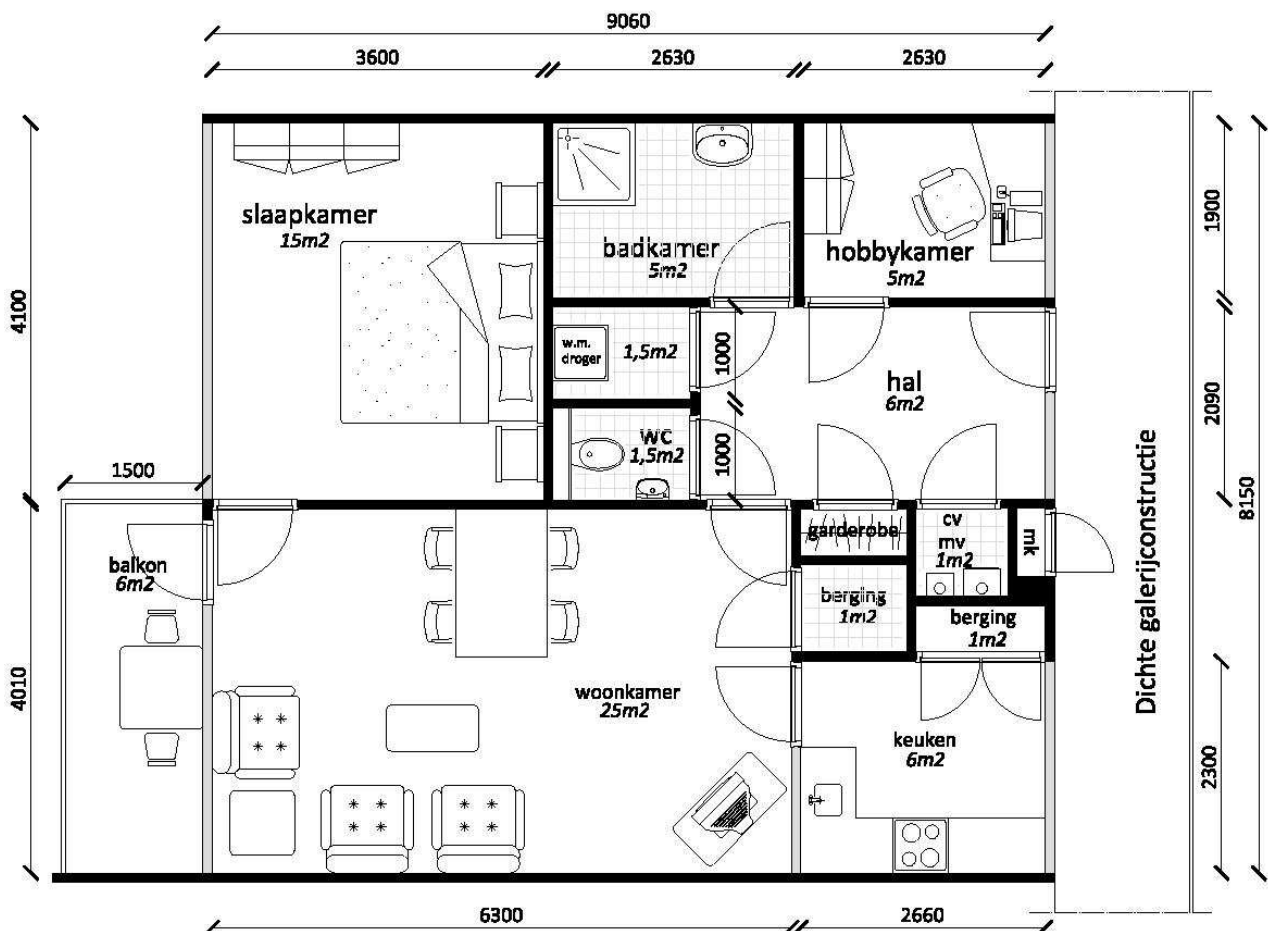 9060
3600
2630
2630
slaapkamer
15m2
badkamer
5m2
hobbykamer
5m2
1900
4100
w.m.
droger
1,5m2
1000
hal
6m2
2090
WC
1,5m2
1000
8150
1500
balkon
6m2
garderobe
cv
mv
1m2
mk
berging
1m2
berging
1m2
Dichte galerijconstructie
4010
woonkamer
25m2
keuken
6m2
2300
6300
2660